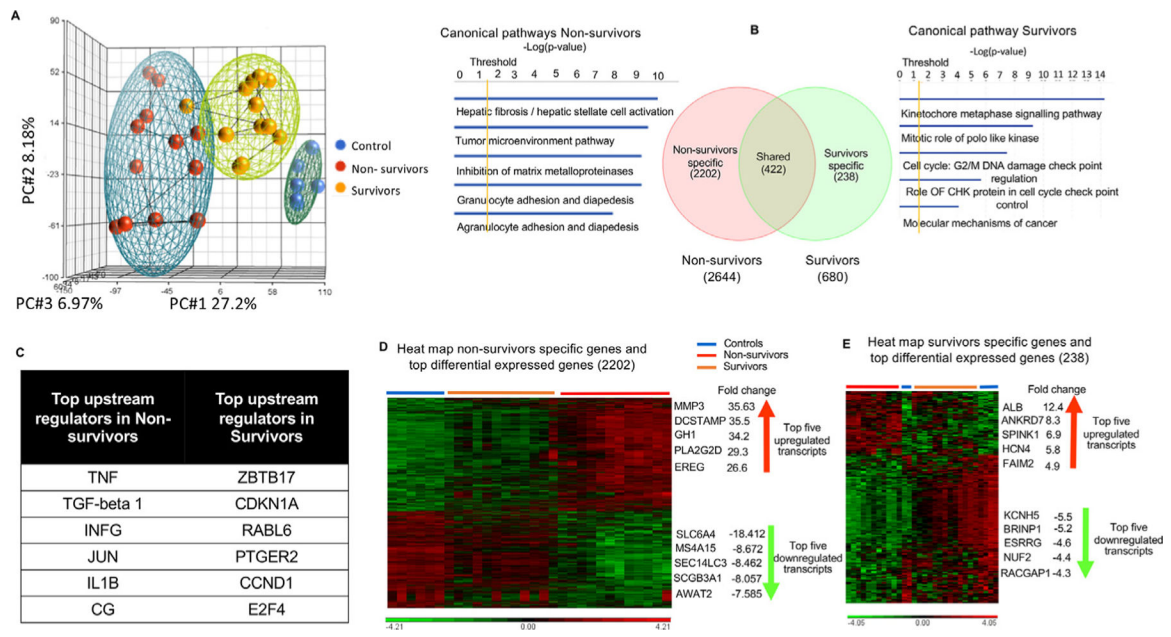 A
90
52
14
-23
-61
-100
PC#2 8.18%
-150
-97
-45
6
58
110
PC#3 6.97%
PC#1 27.2%
Control
Non- survivors
Survivors
Canonical pathways Non-survivors
-Log(p-value)
Threshold
0 1 2 3 4 5 6 7 8 9 10
Hepatic fibrosis / hepatic stellate cell activation
Tumor microenvironment pathway
Inhibition of matrix metalloproteinases
Granulocyte adhesion and diapedesis
Agranulocyte adhesion and diapedesis
B
Non-survivors
specific
(2202)
Shared
(422)
Survivors
specific
(238)
Non-survivors
(2644)
Survivors
(680)
Canonical pathway Survivors
-Log(p-value)
Threshold
0 1 2 3 4 5 6 7 8 9 10 11 12 13 14
Kinetochore metaphase signalling pathway
Mitotic role of polo like kinase
Cell cycle: G2/M DNA damage check point
regulation
Role OF CHK protein in cell cycle check point
control
Molecular mechanisms of cancer
C
Top upstream
regulators in Non-
survivors
Top upstream
regulators in
Survivors
TNF ZBTB17
TGF-beta 1 CDKN1A
INFG RABL6
JUN PTGER2
IL1B CCND1
CG E2F4
D
Heat map non-survivors specific genes and
top differential expressed genes (2202)
Controls
Non-survivors
Survivors
Fold change
MMP3 35.63
DCSTAMP 35.5
GH1 34.2
PLA2G2D 29.3
EREG 26.6
Top five
upregulated
transcripts
SLC6A4 -18.412
MS4A15 -8.672
SEC14LC3 -8.462
SCGB3A1 -8.057
AWAT2 -7.585
Top five
downregulated
transcripts
-4.21 0.00 4.21
E
Heat map survivors specific genes and
top differential expressed genes (238)
Fold change
ALB 12.4
ANKRD7 8.3
SPINK1 6.9
HCN4 5.8
FAIM2 4.9
Top five
upregulated
transcripts
KCNH5 -5.5
BRINP1 -5.2
ESRRG -4.6
NUF2 -4.4
RACGAP1 -4.3
Top five
downregulated
transcripts
-4.05 0.00 4.05